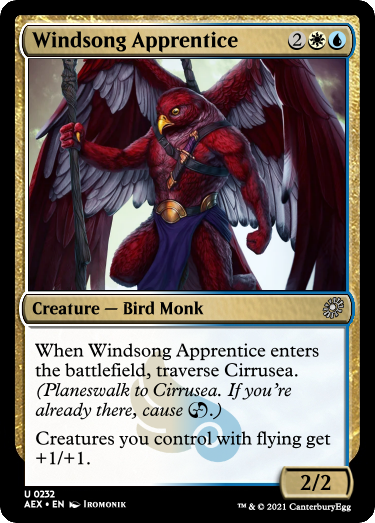 Windsong Apprentice 2
Creature — Bird Monk
When Windsong Apprentice enters
the battlefield, traverse Cirrusea.
(Planeswalk to Cirrusea. If you're
already there, cause .)
Creatures you control with flying get
+1/+1.
2/2
U 0232
AEX • EN Iromonik
™ & © 2021 CanterburyEgg